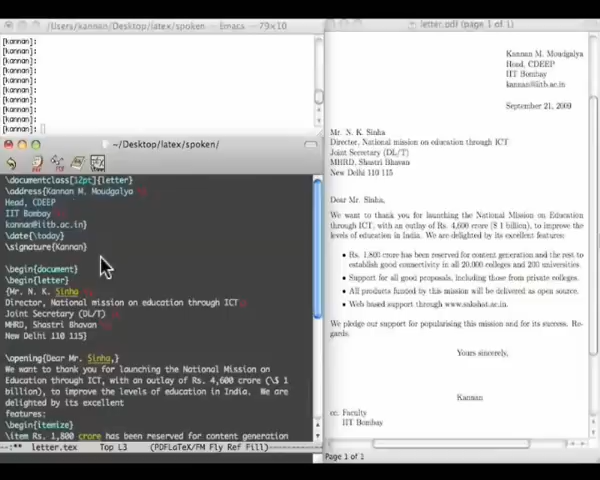 /Users/kannan/Desktop/latex/spoken - Emacs - 79×10
[kannan]:
[kannan]:
[kannan]:
[kannan]:
[kannan]:
[kannan]:
[kannan]:
[kannan]:
[kannan]:
~/Desktop/latex/spoken/
\documentclass[12pt]{letter}
\address{Kannan M. Moudgalya \\
Head, CDEEP
IIT Bombay \\
kannan@iitb.ac.in}
\date{\today}
\signature{Kannan}
\begin{document}
\begin{letter}
{Mr. N. K. Sinha \\
Director, National mission on education through ICT\\
Joint Secretary (DL/T) \\
MHRD, Shastri Bhavan \\
New Delhi 110 115}
\opening{Dear Mr. Sinha,}
We want to thank you for launching the National Mission on
Education through ICT, with an outlay of Rs. 4,600 crore (\$ 1
billion), to improve the levels of education in India.  We are
delighted by its excellent
features:
\begin{itemize}
\item Rs. 1,800 crore has been reserved for content generation
-:**  letter.tex    Top L3    (PDFLaTeX/FM Fly Ref Fill)
letter.pdf (page 1 of 1)
Kannan M. Moudgalya
Head, CDEEP
IIT Bombay
kannan@iitb.ac.in
September 21, 2009
Mr. N. K. Sinha
Director, National mission on education through ICT
Joint Secretary (DL/T)
MHRD, Shastri Bhavan
New Delhi 110 115
Dear Mr. Sinha,
We want to thank you for launching the National Mission on Education
through ICT, with an outlay of Rs. 4,600 crore ($ 1 billion), to improve the
levels of education in India. We are delighted by its excellent features:
• Rs. 1,800 crore has been reserved for content generation and the rest to
establish good connectivity in all 20,000 colleges and 200 universities.
• Support for all good proposals, including those from private colleges.
• All products funded by this mission will be delivered as open source.
• Web based support through www.sakshat.ac.in.
We pledge our support for popularising this mission and for its success. Re-
gards.
Yours sincerely,
Kannan
cc: Faculty
IIT Bombay
Page 1 of 1